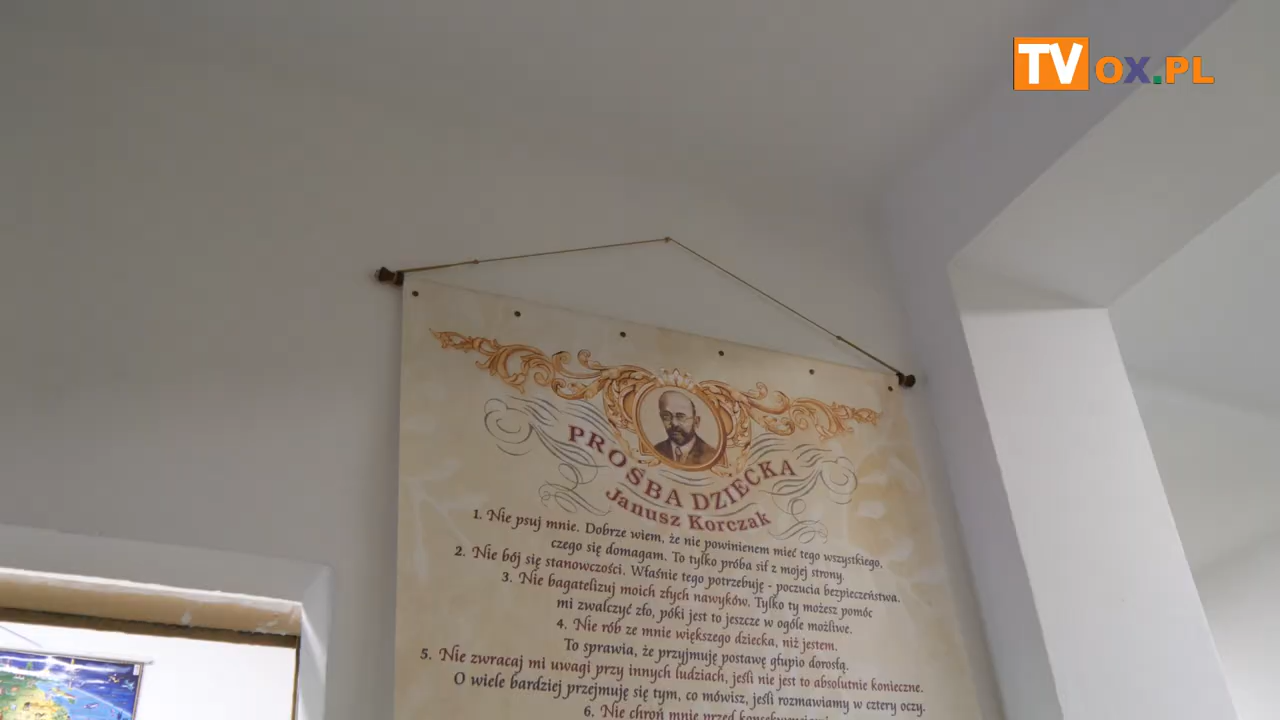 TVOX.PL
PROŚBA DZIECKA
Janusz Korczak
1. Nie psuj mnie. Dobrze wiem, że nie powinienem mieć tego wszystkiego,
czego się domagam. To tylko próba sił z mojej strony.
2. Nie bój się stanowczości. Właśnie tego potrzebuję - poczucia bezpieczeństwa.
3. Nie bagatelizuj moich złych nawyków. Tylko ty możesz pomóc
mi zwalczyć zło, póki jest to jeszcze w ogóle możliwe.
4. Nie rób ze mnie większego dziecka, niż jestem.
To sprawia, że przyjmuję postawę głupio dorosłą.
5. Nie zwracaj mi uwagi przy innych ludziach, jeśli nie jest to absolutnie konieczne.
O wiele bardziej przejmuję się tym, co mówisz, jeśli rozmawiamy w cztery oczy.
6. Nie chroń mnie przed